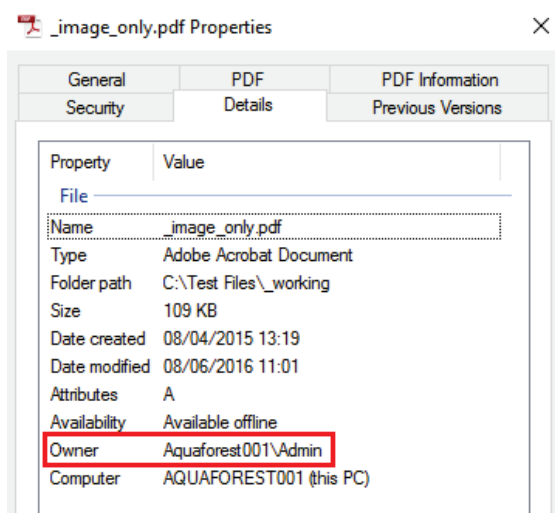 _image_only.pdf Properties
General PDF PDF Information
Security Details Previous Versions
Property Value
File
Name _image_only.pdf
Type Adobe Acrobat Document
Folder path C:\Test Files\_working
Size 109 KB
Date created 08/04/2015 13:19
Date modified 08/06/2016 11:01
Attributes A
Availability Available offline
Owner Aquaforest001\Admin
Computer AQUAFOREST001 (this PC)